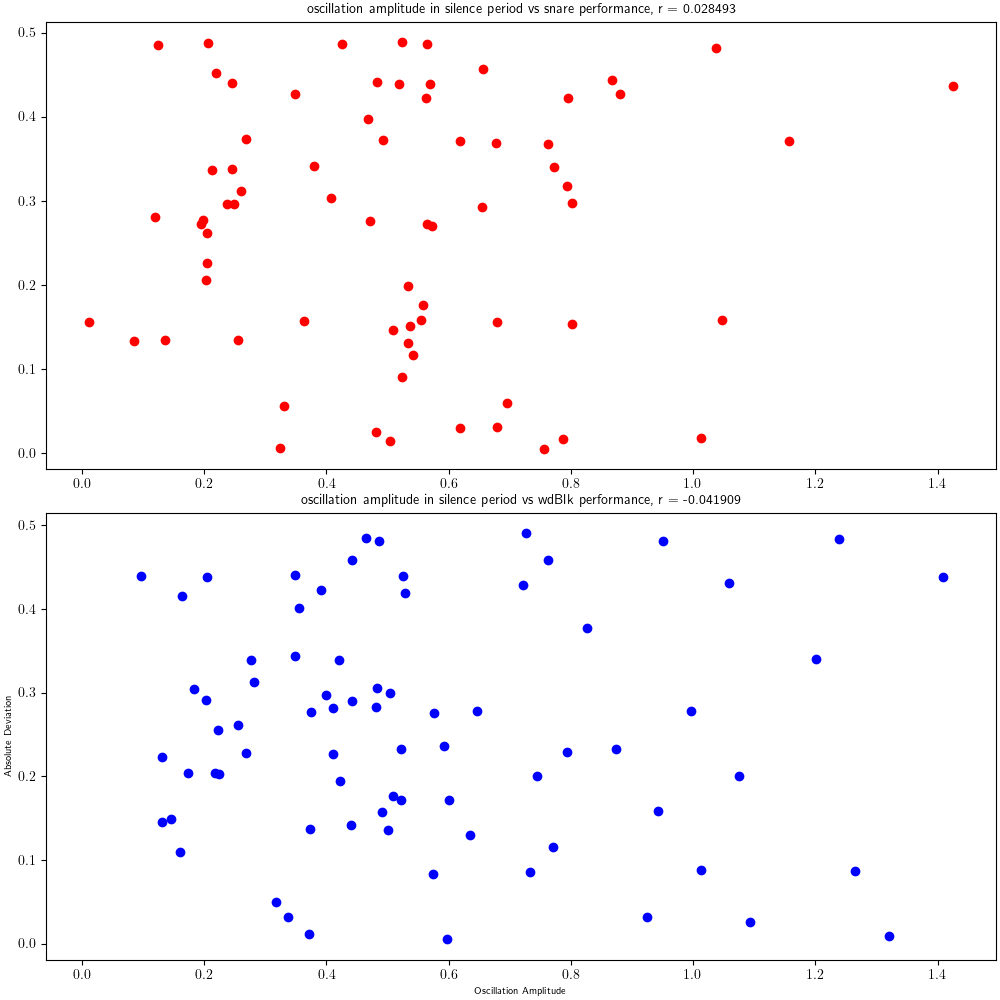 oscillation amplitude in silence period vs snare performance, r = 0.028493
0.5
0.4
0.3
0.2
0.1
0.0
0.0 0.2 0.4 0.6 0.8 1.0 1.2 1.4
oscillation amplitude in silence period vs wdBlk performance, r = -0.041909
0.5
0.4
0.3
0.2
0.1
0.0
Absolute Deviation
0.0 0.2 0.4 0.6 0.8 1.0 1.2 1.4
Oscillation Amplitude